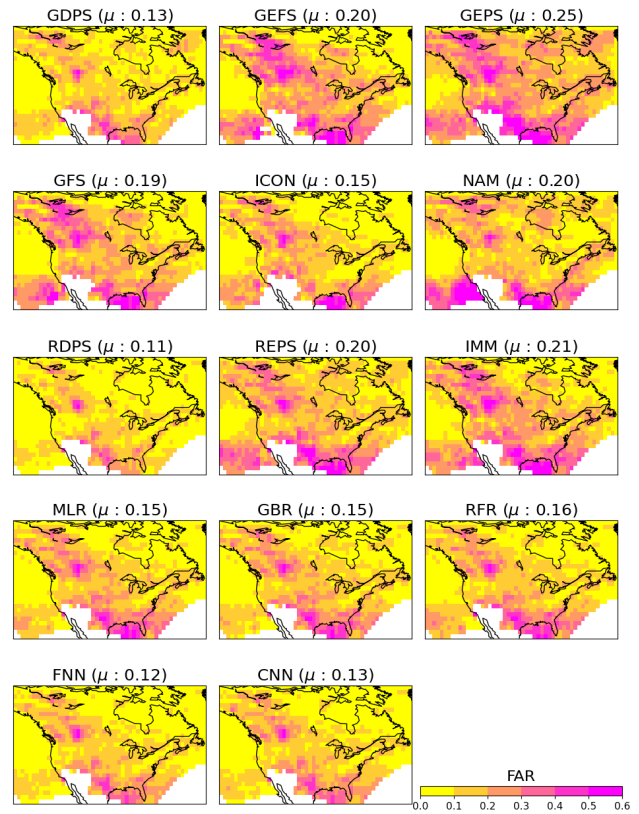 GDPS (μ : 0.13)
GEFS (μ : 0.20)
GEPS (μ : 0.25)
GFS (μ : 0.19)
ICON (μ : 0.15)
NAM (μ : 0.20)
RDPS (μ : 0.11)
REPS (μ : 0.20)
IMM (μ : 0.21)
MLR (μ : 0.15)
GBR (μ : 0.15)
RFR (μ : 0.16)
FNN (μ : 0.12)
CNN (μ : 0.13)
FAR
0.0 0.1 0.2 0.3 0.4 0.5 0.6